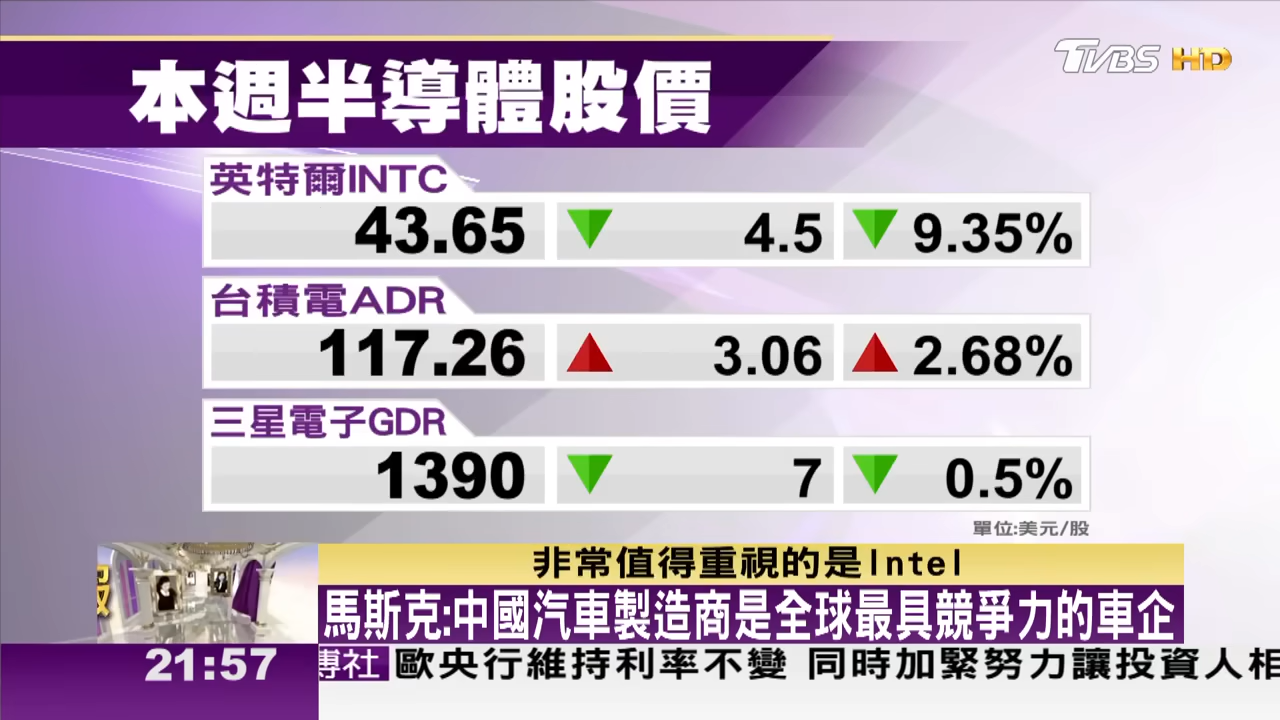 本週半導體股價
TVBS HD
英特爾INTC
43.65 ▼ 4.5 ▼ 9.35%
台積電ADR
117.26 ▲ 3.06 ▲ 2.68%
三星電子GDR
1390 ▼ 7 ▼ 0.5%
單位:美元/股
非常值得重視的是Intel
馬斯克:中國汽車製造商是全球最具競爭力的車企
21:57
博社 歐央行維持利率不變 同時加緊努力讓投資人相